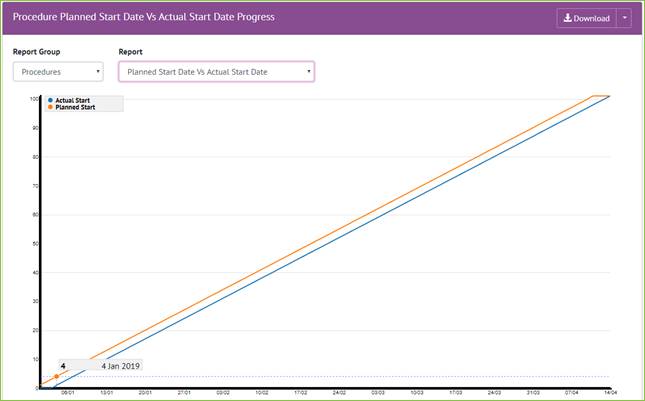 Procedure Planned Start Date Vs Actual Start Date Progress
Download
Report Group
Report
Procedures
Planned Start Date Vs Actual Start Date
Actual Start
Planned Start
100
90
80
70
60
50
40
30
20
10
0
4 4 Jan 2019
06/01 13/01 20/01 27/01 03/02 10/02 17/02 24/02 03/03 10/03 17/03 24/03 31/03 07/04 14/04